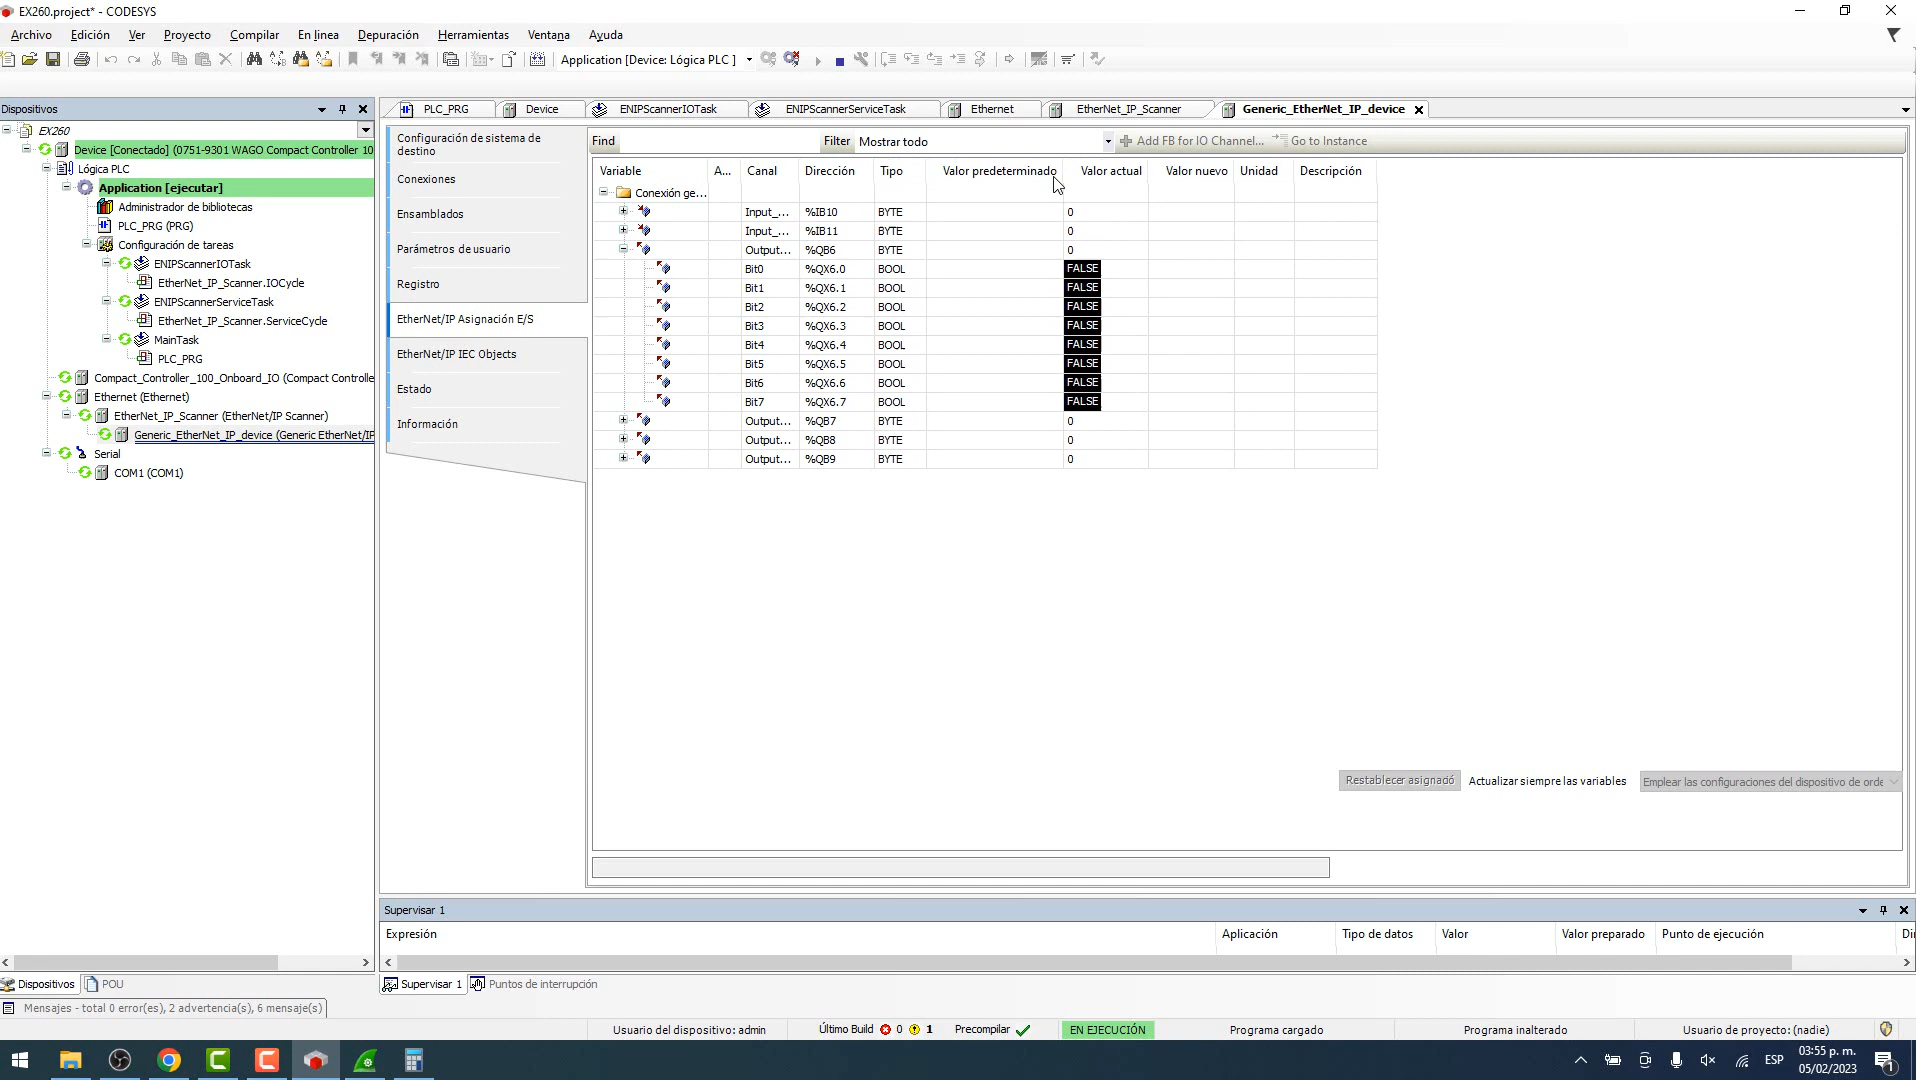 EX260.project* - CODESYS
Archivo Edición Ver Proyecto Compilar En línea Depuración Herramientas Ventana Ayuda
Application [Device: Lógica PLC ]
Dispositivos
EX260
Device [Conectado] (0751-9301 WAGO Compact Controller 10
Lógica PLC
Application [ejecutar]
Administrador de bibliotecas
PLC_PRG (PRG)
Configuración de tareas
ENIPScannerIOTask
EtherNet_IP_Scanner.IOCycle
ENIPScannerServiceTask
EtherNet_IP_Scanner.ServiceCycle
MainTask
PLC_PRG
Compact_Controller_100_Onboard_IO (Compact Controlle
Ethernet (Ethernet)
EtherNet_IP_Scanner (EtherNet/IP Scanner)
Generic_EtherNet_IP_device (Generic EtherNet/IP
Serial
COM1 (COM1)
Dispositivos POU
PLC_PRG Device ENIPScannerIOTask ENIPScannerServiceTask Ethernet EtherNet_IP_Scanner Generic_EtherNet_IP_device
Configuración de sistema de
destino
Conexiones
Ensamblados
Parámetros de usuario
Registro
EtherNet/IP Asignación E/S
EtherNet/IP IEC Objects
Estado
Información
Find Filter Mostrar todo Add FB for IO Channel... Go to Instance
Variable A... Canal Dirección Tipo Valor predeterminado Valor actual Valor nuevo Unidad Descripción
Conexión ge...
Input_... %IB10 BYTE 0
Input_... %IB11 BYTE 0
Output... %QB6 BYTE 0
Bit0 %QX6.0 BOOL FALSE
Bit1 %QX6.1 BOOL FALSE
Bit2 %QX6.2 BOOL FALSE
Bit3 %QX6.3 BOOL FALSE
Bit4 %QX6.4 BOOL FALSE
Bit5 %QX6.5 BOOL FALSE
Bit6 %QX6.6 BOOL FALSE
Bit7 %QX6.7 BOOL FALSE
Output... %QB7 BYTE 0
Output... %QB8 BYTE 0
Output... %QB9 BYTE 0
Restablecer asignació Actualizar siempre las variables Emplear las configuraciones del dispositivo de orde
Supervisar 1
Expresión Aplicación Tipo de datos Valor Valor preparado Punto de ejecución Di
Supervisar 1 Puntos de interrupción
Mensajes - total 0 error(es), 2 advertencia(s), 6 mensaje(s)
Usuario del dispositivo: admin Último Build 0 1 Precompilar EN EJECUCIÓN Programa cargado Programa inalterado Usuario de proyecto: (nadie)
ESP 03:55 p. m.
05/02/2023
1